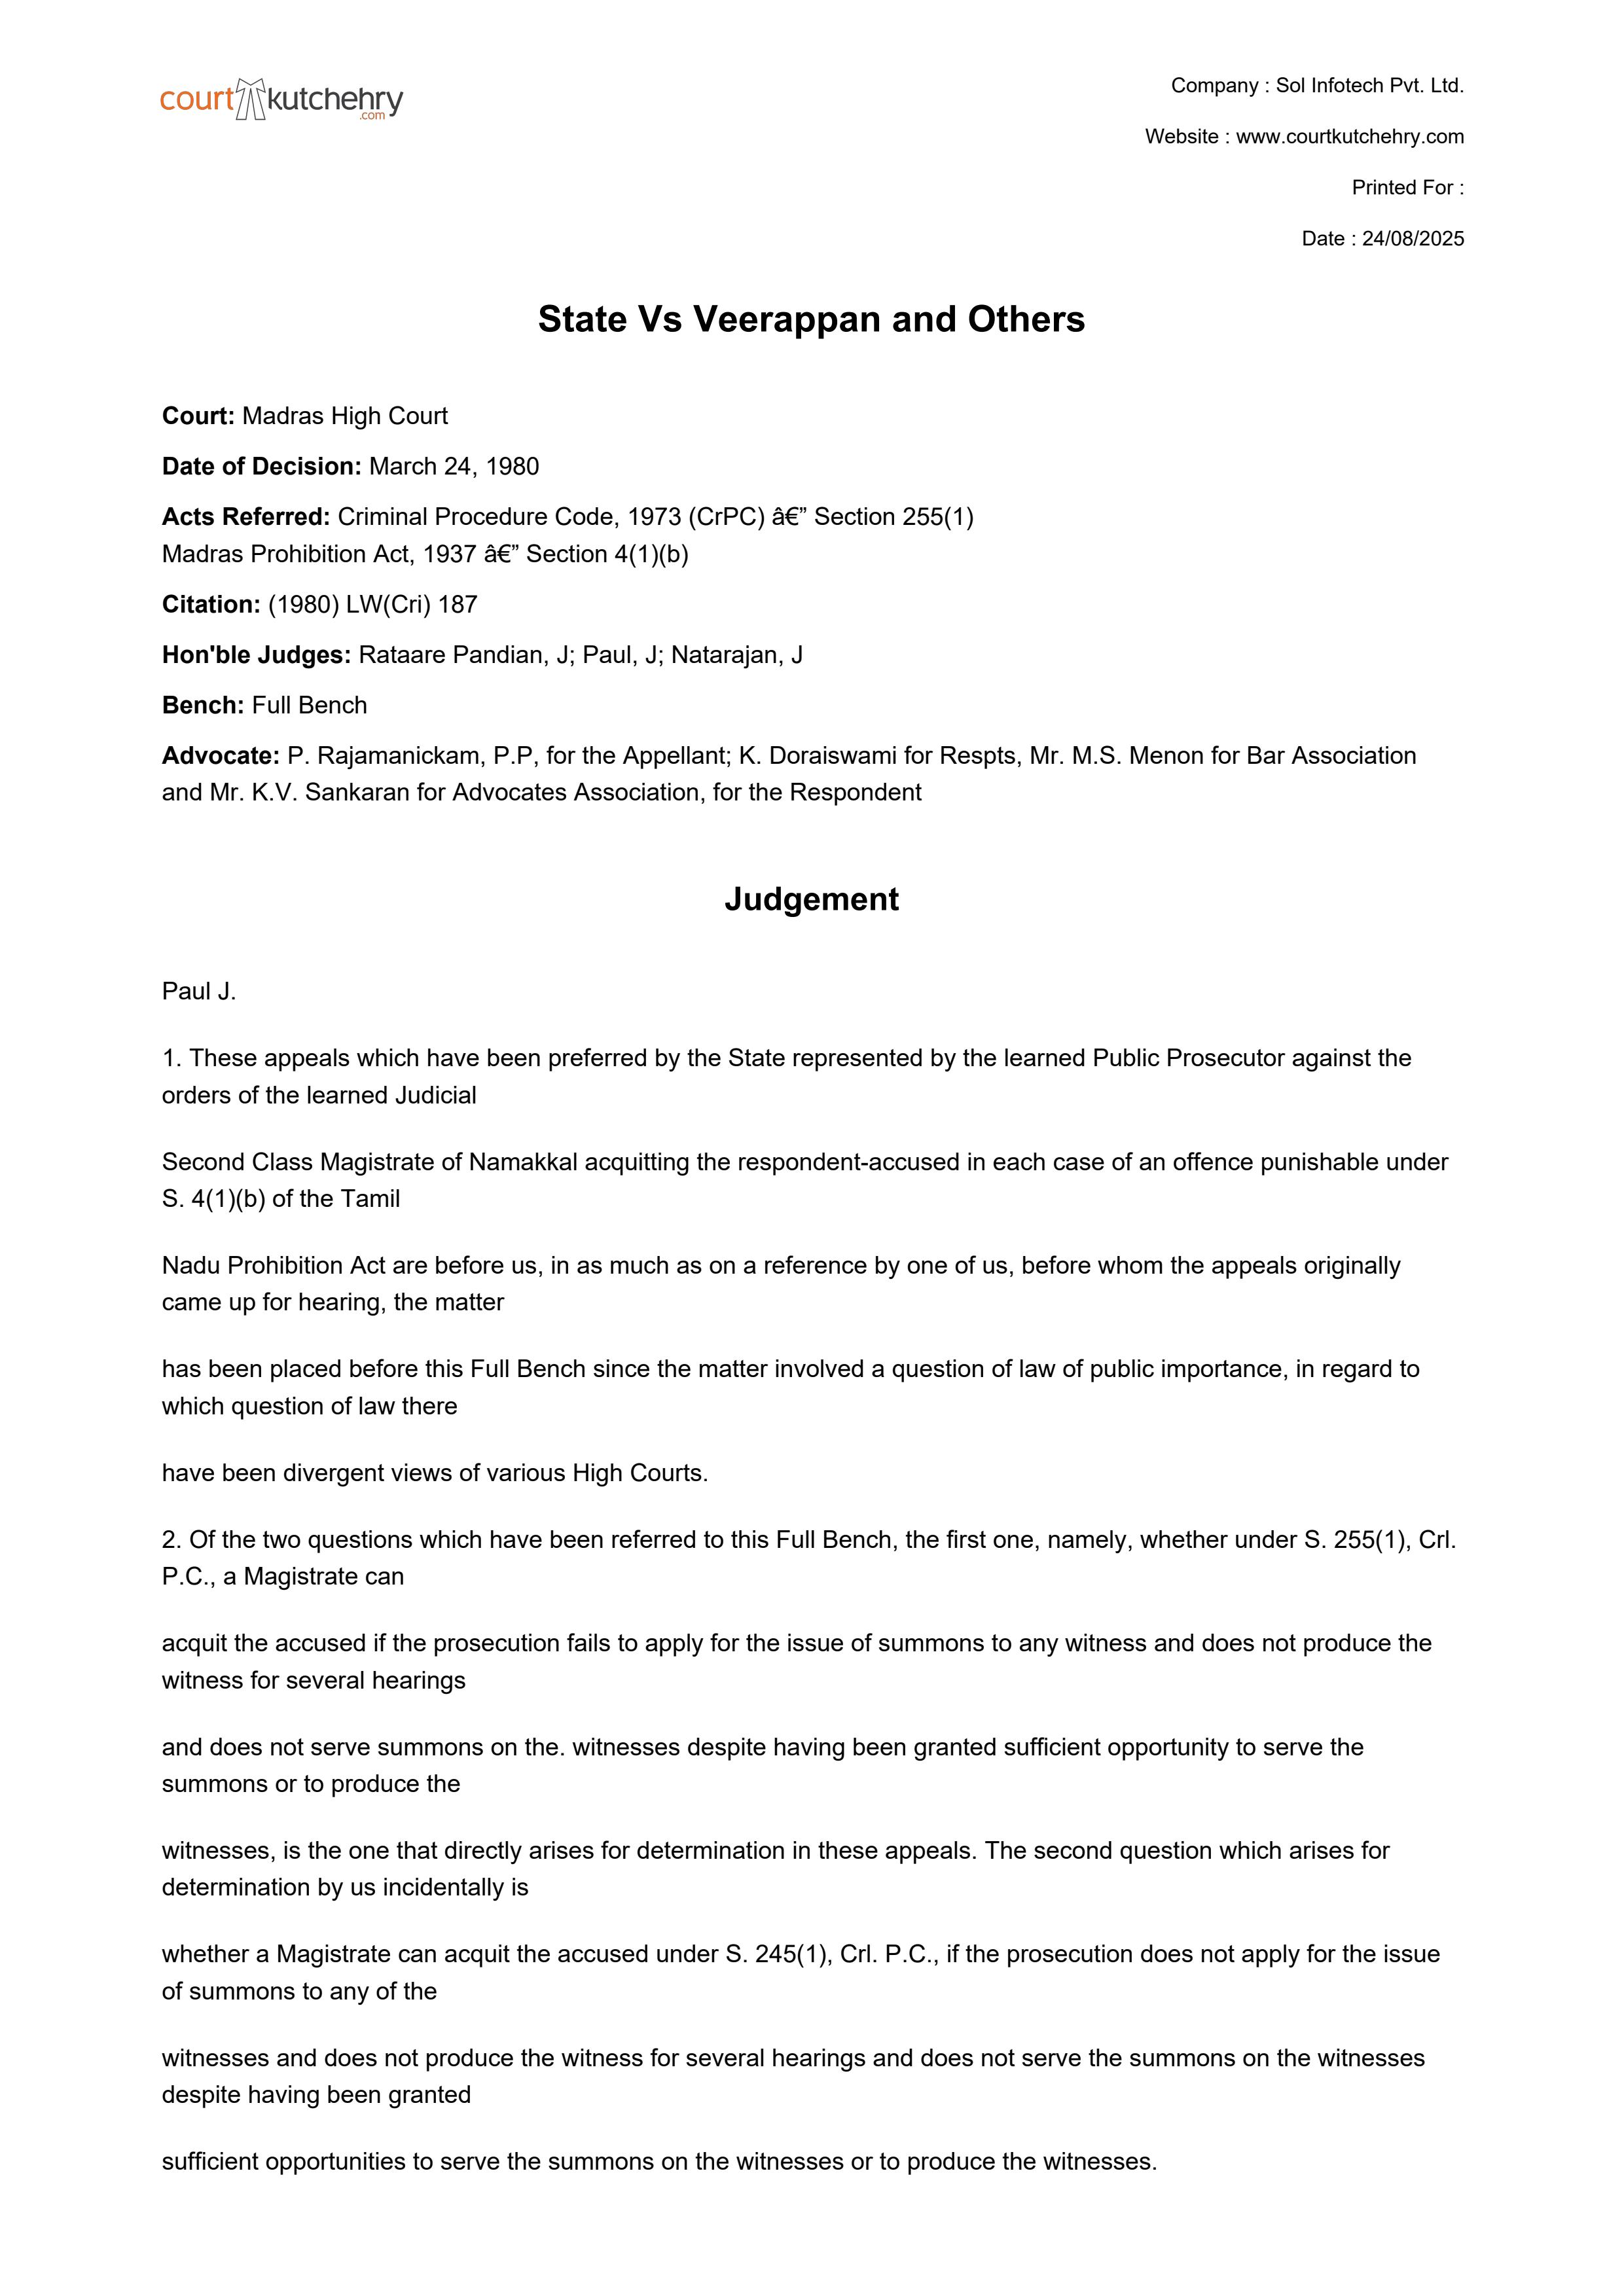 courtkutchehry
.com
Company : Sol Infotech Pvt. Ltd.
Website : www.courtkutchehry.com
Printed For :
Date : 24/08/2025
State Vs Veerappan and Others
Court: Madras High Court
Date of Decision: March 24, 1980
Acts Referred: Criminal Procedure Code, 1973 (CrPC) â€” Section 255(1)
Madras Prohibition Act, 1937 â€” Section 4(1)(b)
Citation: (1980) LW(Cri) 187
Hon'ble Judges: Rataare Pandian, J; Paul, J; Natarajan, J
Bench: Full Bench
Advocate: P. Rajamanickam, P.P, for the Appellant; K. Doraiswami for Respts, Mr. M.S. Menon for Bar Association
and Mr. K.V. Sankaran for Advocates Association, for the Respondent
Judgement
Paul J.
1. These appeals which have been preferred by the State represented by the learned Public Prosecutor against the
orders of the learned Judicial
Second Class Magistrate of Namakkal acquitting the respondent-accused in each case of an offence punishable under
S. 4(1)(b) of the Tamil
Nadu Prohibition Act are before us, in as much as on a reference by one of us, before whom the appeals originally
came up for hearing, the matter
has been placed before this Full Bench since the matter involved a question of law of public importance, in regard to
which question of law there
have been divergent views of various High Courts.
2. Of the two questions which have been referred to this Full Bench, the first one, namely, whether under S. 255(1), Crl.
P.C., a Magistrate can
acquit the accused if the prosecution fails to apply for the issue of summons to any witness and does not produce the
witness for several hearings
and does not serve summons on the. witnesses despite having been granted sufficient opportunity to serve the
summons or to produce the
witnesses, is the one that directly arises for determination in these appeals. The second question which arises for
determination by us incidentally is
whether a Magistrate can acquit the accused under S. 245(1), Crl. P.C., if the prosecution does not apply for the issue
of summons to any of the
witnesses and does not produce the witness for several hearings and does not serve the summons on the witnesses
despite having been granted
sufficient opportunities to serve the summons on the witnesses or to produce the witnesses.